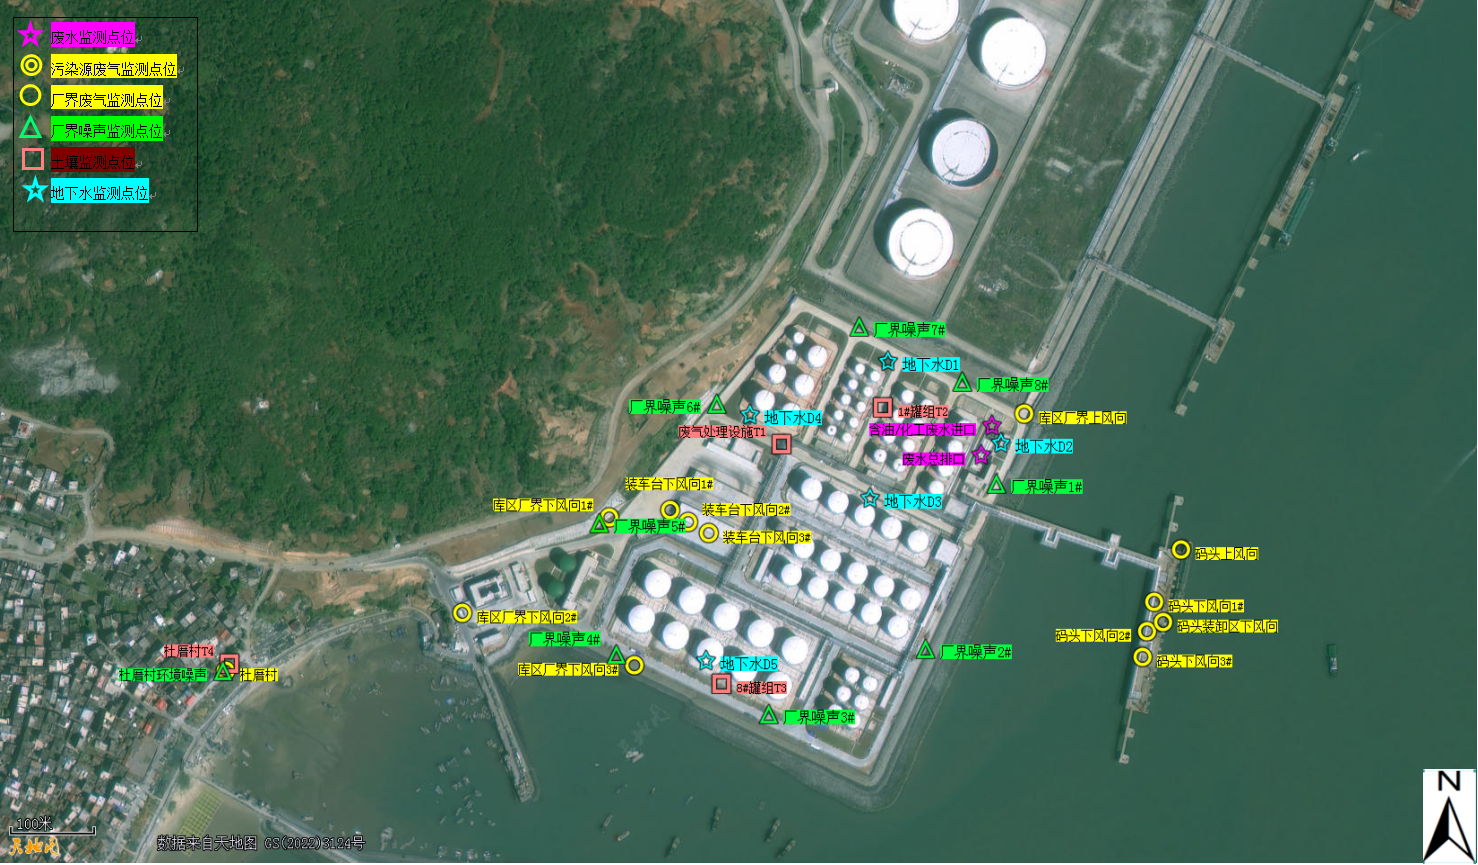 废水监测点位
污染源废气监测点位
厂界废气监测点位
厂界噪声监测点位
土壤监测点位
地下水监测点位
厂界噪声7#
地下水D1
厂界噪声8#
厂界噪声6#
1#罐组T2
库区厂界上风向
地下水D4
含油/化工废水进口
废气处理设施T1
地下水D2
废水总排口
装车台下风向1#
厂界噪声1#
库区厂界下风向1#
地下水D3
装车台下风向2#
厂界噪声5#
装车台下风向3#
码头上风向
码头下风向1#
库区厂界下风向2#
码头装卸区下风向
码头下风向2#
厂界噪声4#
杜厝村T4
厂界噪声2#
码头下风向3#
地下水D5
库区厂界下风向3#
杜厝村环境噪声
杜厝村
8#罐组T3
厂界噪声3#
N
100米
天地图
数据来自天地图 GS(2022)3124号